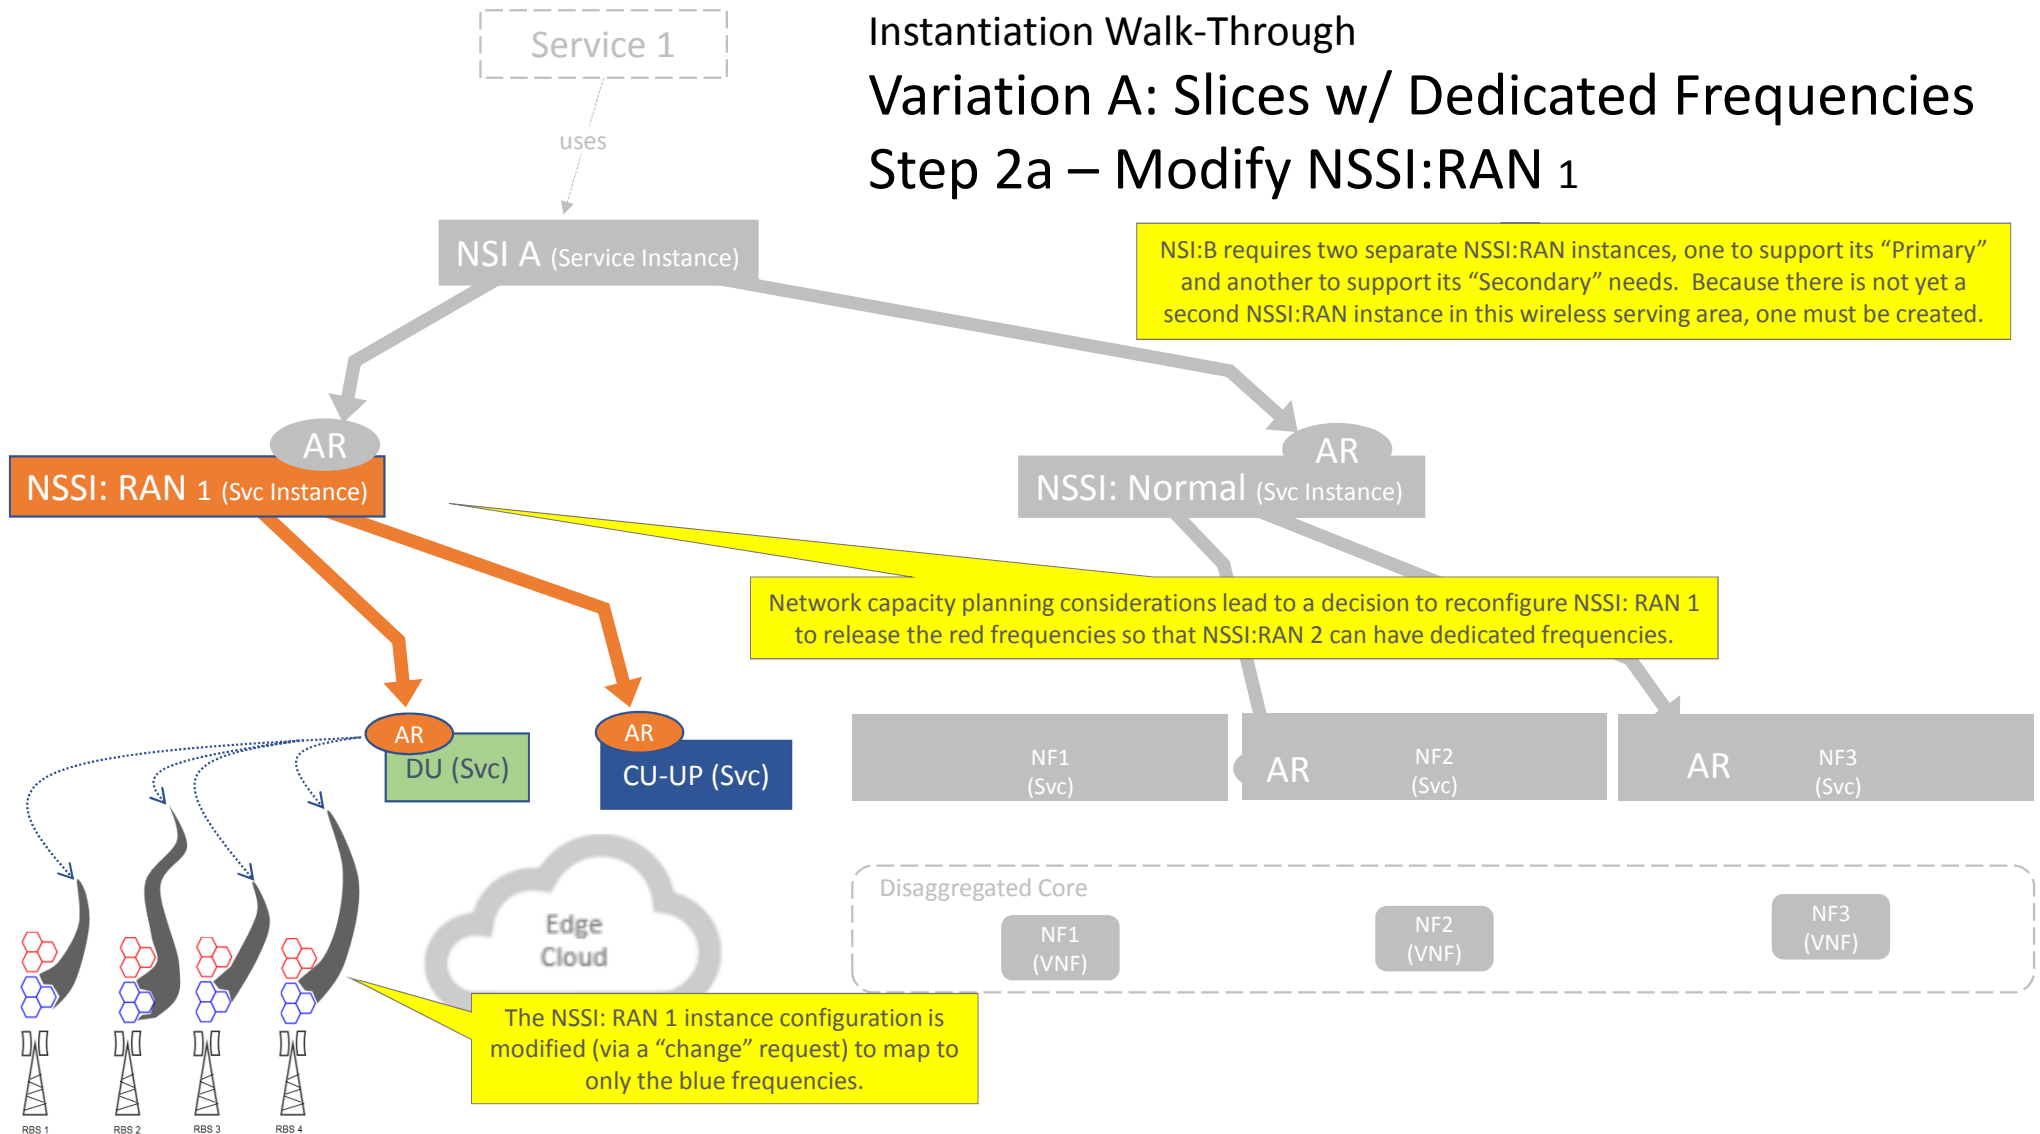 Service 1
Instantiation Walk-Through
Variation A: Slices w/ Dedicated Frequencies
Step 2a – Modify NSSI:RAN 1
uses
NSI A (Service Instance)
NSI:B requires two separate NSSI:RAN instances, one to support its “Primary”
and another to support its “Secondary” needs.  Because there is not yet a
second NSSI:RAN instance in this wireless serving area, one must be created.
AR
NSSI: RAN 1 (Svc Instance)
AR
NSSI: Normal (Svc Instance)
Network capacity planning considerations lead to a decision to reconfigure NSSI: RAN 1
to release the red frequencies so that NSSI:RAN 2 can have dedicated frequencies.
AR
DU (Svc)
AR
CU-UP (Svc)
NF1
(Svc)
AR
NF2
(Svc)
AR
NF3
(Svc)
Edge
Cloud
Disaggregated Core
NF1
(VNF)
NF2
(VNF)
NF3
(VNF)
The NSSI: RAN 1 instance configuration is
modified (via a “change” request) to map to
only the blue frequencies.
RBS 1
RBS 2
RBS 3
RBS 4